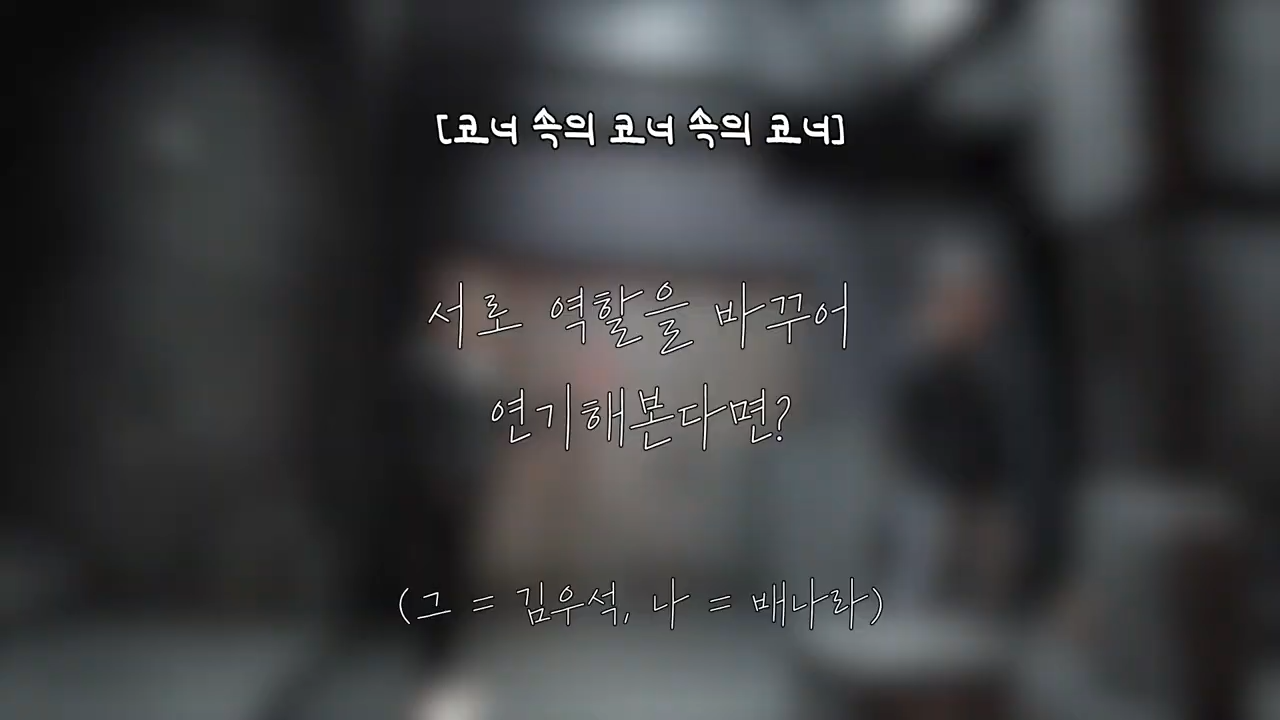 [코너 속의 코너 속의 코너]
서로 역할을 바꾸어
연기해본다면?
(그 = 김우석, 나 = 배나라)